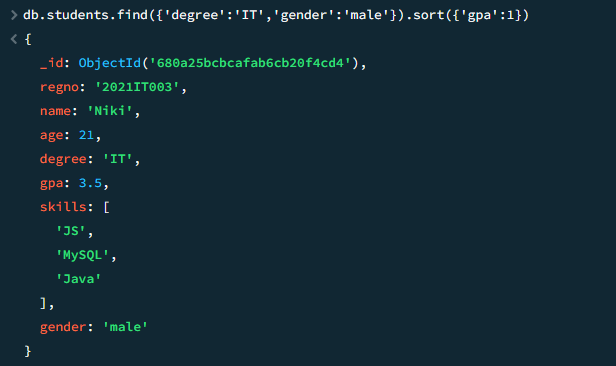 > db.students.find({'degree':'IT','gender':'male'}).sort({'gpa':1})
< {
_id: ObjectId('680a25bcbcafab6cb20f4cd4'),
regno: '2021IT003',
name: 'Niki',
age: 21,
degree: 'IT',
gpa: 3.5,
skills: [
'JS',
'MySQL',
'Java'
],
gender: 'male'
}